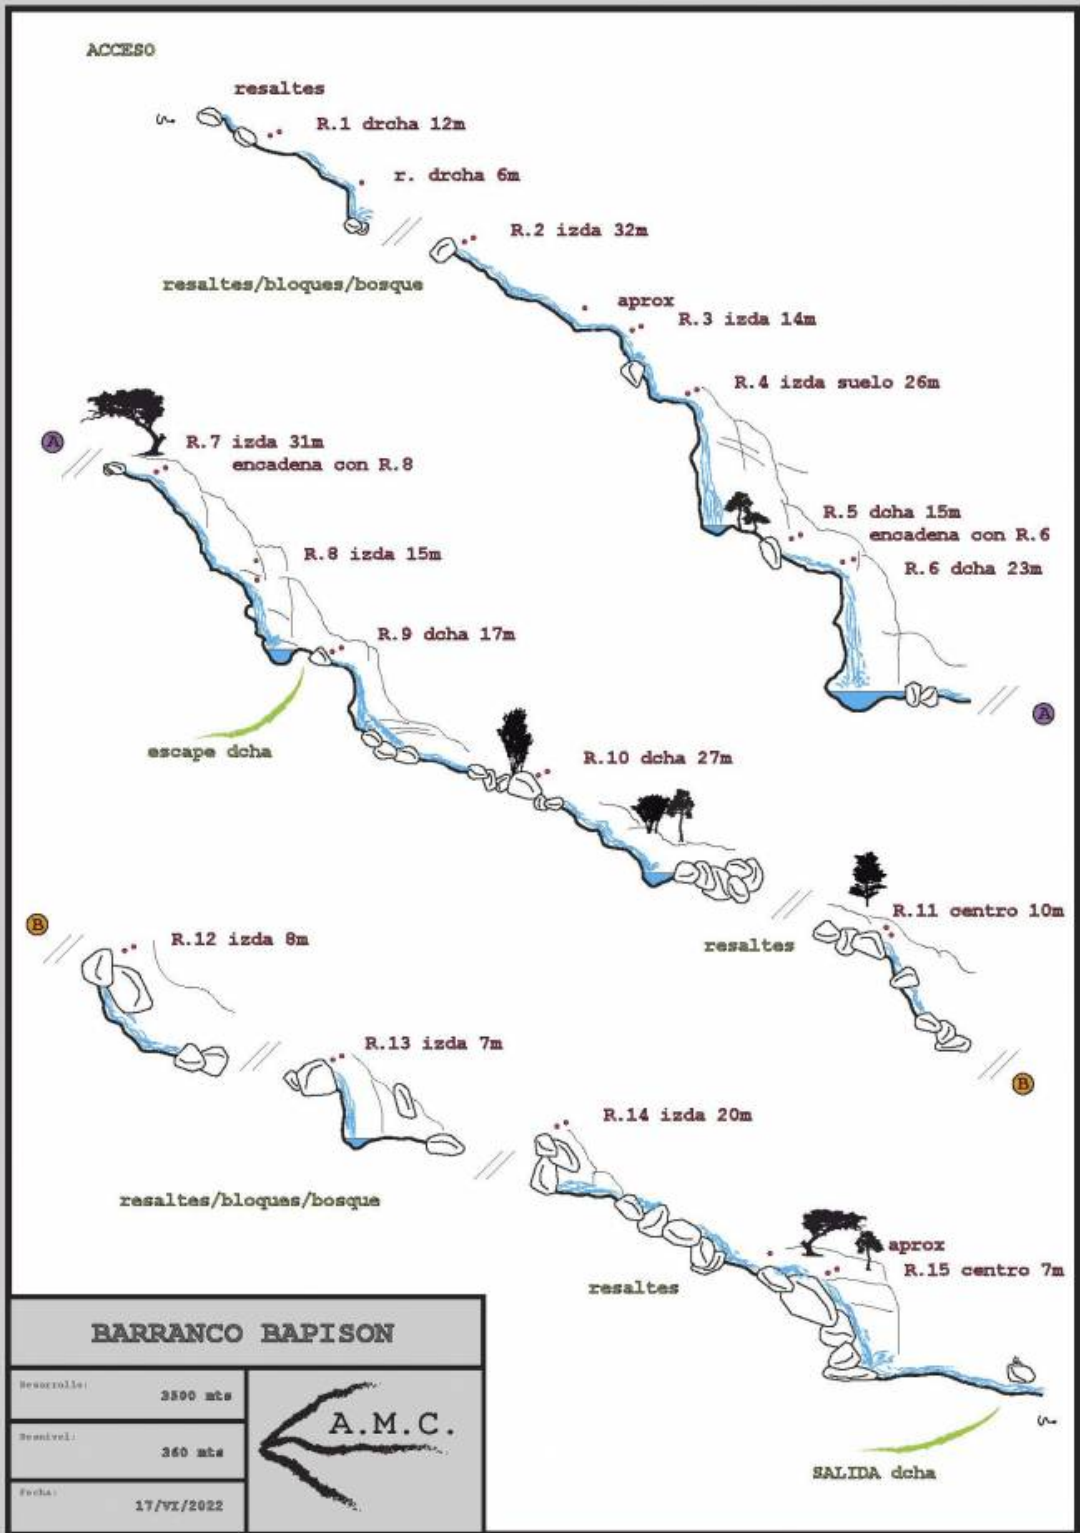 ACCESO
resaltes
R.1 drcha 12m
r. drcha 6m
R.2 izda 32m
resaltes/bloques/bosque
aprox
R.3 izda 14m
R.4 izda suelo 26m
A
R.7 izda 31m
encadena con R.8
R.5 dcha 15m
encadena con R.6
R.8 izda 15m
R.6 dcha 23m
R.9 dcha 17m
A
escape dcha
R.10 dcha 27m
R.11 centro 10m
B
R.12 izda 8m
resaltes
R.13 izda 7m
B
R.14 izda 20m
resaltes/bloques/bosque
aprox
R.15 centro 7m
resaltes
BARRANCO BAPISON
Desarrollo:
3500 mts
A.M.C.
Desnivel:
360 mts
SALIDA dcha
Fecha:
17/VI/2022